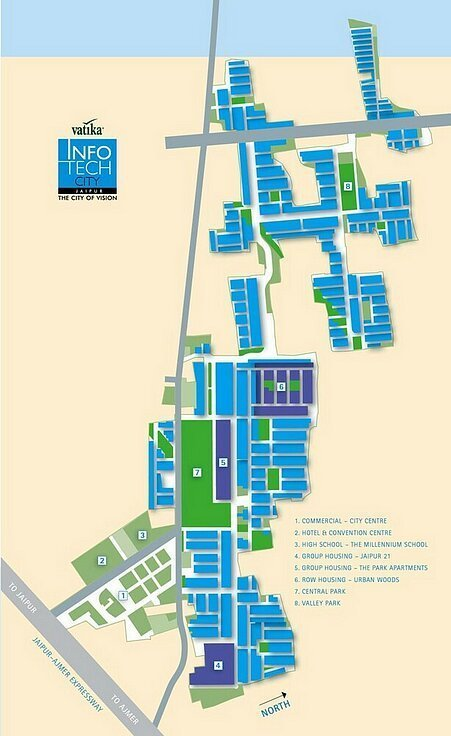 vatika
INFO
TECH
CITY
JAIPUR
THE CITY OF VISION
8
6
5
7
3
2
1
4
1. COMMERCIAL – CITY CENTRE
2. HOTEL & CONVENTION CENTRE
3. HIGH SCHOOL – THE MILLENNIUM SCHOOL
4. GROUP HOUSING – JAIPUR 21
5. GROUP HOUSING – THE PARK APARTMENTS
6. ROW HOUSING – URBAN WOODS
7. CENTRAL PARK
8. VALLEY PARK
TO JAIPUR
JAIPUR–AJMER EXPRESSWAY
TO AJMER
NORTH